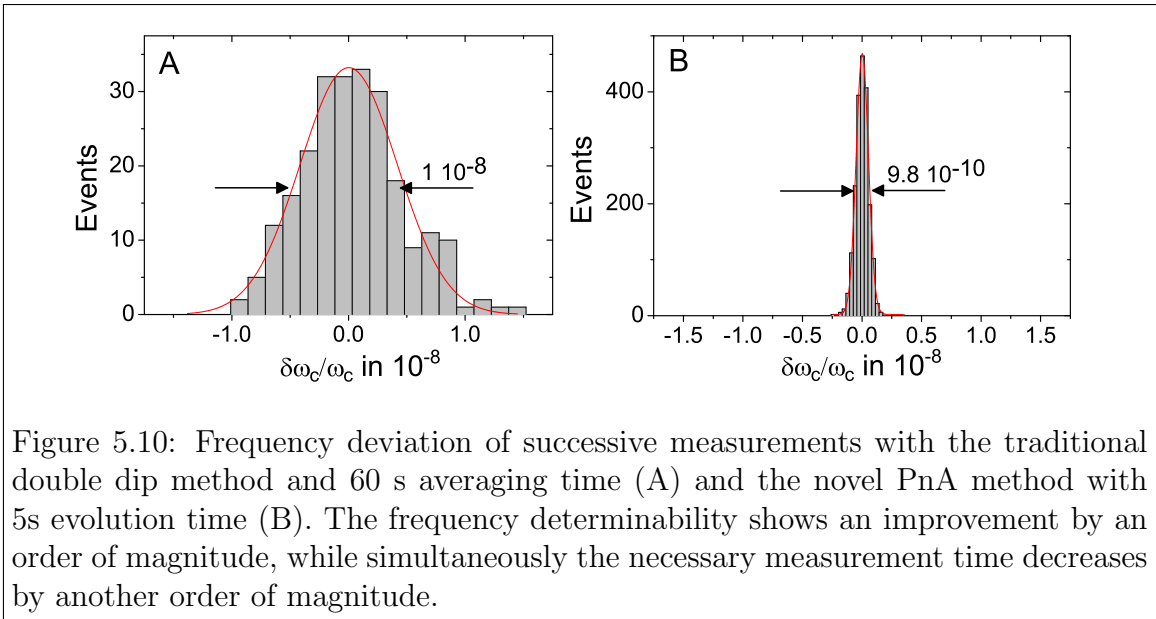 A
30
20
10
0
Events
1 10-8
-1.0 0.0 1.0
δωc/ωc in 10-8
B
400
200
0
Events
9.8 10-10
-1.5 -1.0 -0.5 0.0 0.5 1.0 1.5
δωc/ωc in 10-8
Figure 5.10: Frequency deviation of successive measurements with the traditional
double dip method and 60 s averaging time (A) and the novel PnA method with
5s evolution time (B). The frequency determinability shows an improvement by an
order of magnitude, while simultaneously the necessary measurement time decreases
by another order of magnitude.